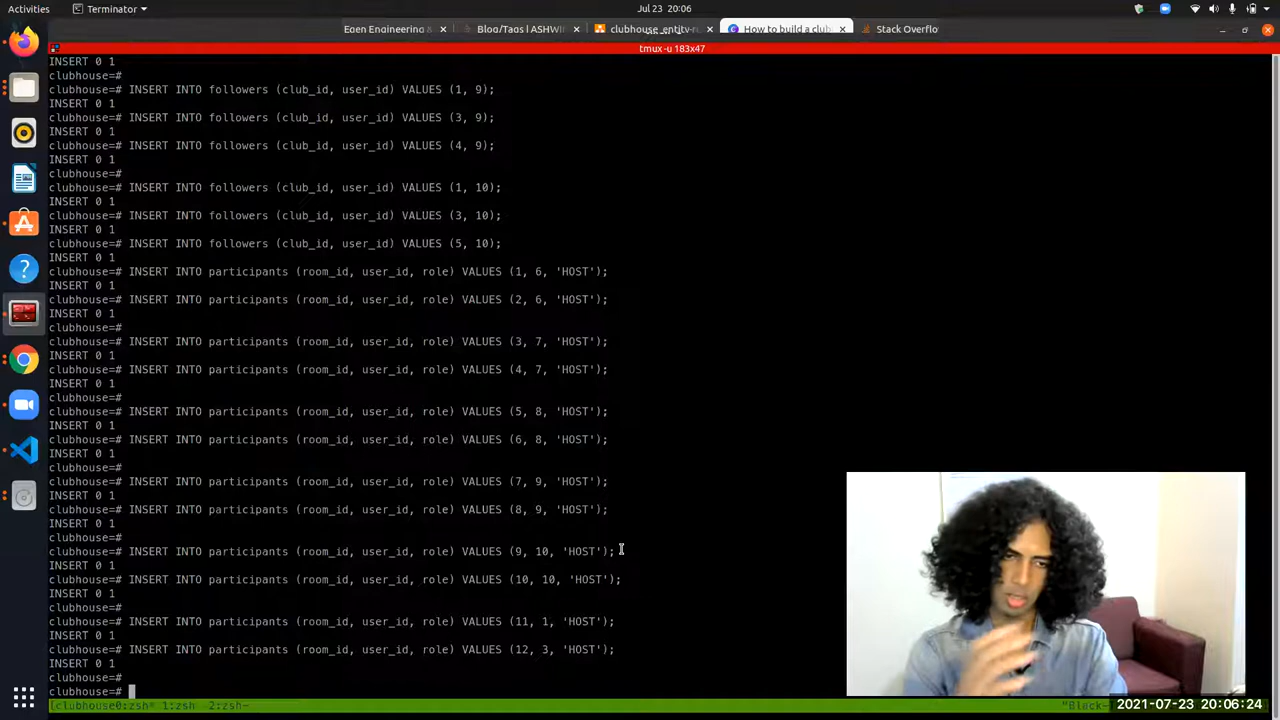 Activities
Terminator
Jul 23 20:06
Egen Engineering &
Blog/Tags | ASHWI
clubhouse_entity-r
How to build a club
Stack Overflo
tmux -u 183x47
INSERT 0 1
clubhouse=#
clubhouse=# INSERT INTO followers (club_id, user_id) VALUES (1, 9);
INSERT 0 1
clubhouse=# INSERT INTO followers (club_id, user_id) VALUES (3, 9);
INSERT 0 1
clubhouse=# INSERT INTO followers (club_id, user_id) VALUES (4, 9);
INSERT 0 1
clubhouse=#
clubhouse=# INSERT INTO followers (club_id, user_id) VALUES (1, 10);
INSERT 0 1
clubhouse=# INSERT INTO followers (club_id, user_id) VALUES (3, 10);
INSERT 0 1
clubhouse=# INSERT INTO followers (club_id, user_id) VALUES (5, 10);
INSERT 0 1
clubhouse=# INSERT INTO participants (room_id, user_id, role) VALUES (1, 6, 'HOST');
INSERT 0 1
clubhouse=# INSERT INTO participants (room_id, user_id, role) VALUES (2, 6, 'HOST');
INSERT 0 1
clubhouse=#
clubhouse=# INSERT INTO participants (room_id, user_id, role) VALUES (3, 7, 'HOST');
INSERT 0 1
clubhouse=# INSERT INTO participants (room_id, user_id, role) VALUES (4, 7, 'HOST');
INSERT 0 1
clubhouse=#
clubhouse=# INSERT INTO participants (room_id, user_id, role) VALUES (5, 8, 'HOST');
INSERT 0 1
clubhouse=# INSERT INTO participants (room_id, user_id, role) VALUES (6, 8, 'HOST');
INSERT 0 1
clubhouse=#
clubhouse=# INSERT INTO participants (room_id, user_id, role) VALUES (7, 9, 'HOST');
INSERT 0 1
clubhouse=# INSERT INTO participants (room_id, user_id, role) VALUES (8, 9, 'HOST');
INSERT 0 1
clubhouse=#
clubhouse=# INSERT INTO participants (room_id, user_id, role) VALUES (9, 10, 'HOST');
INSERT 0 1
clubhouse=# INSERT INTO participants (room_id, user_id, role) VALUES (10, 10, 'HOST');
INSERT 0 1
clubhouse=#
clubhouse=# INSERT INTO participants (room_id, user_id, role) VALUES (11, 1, 'HOST');
INSERT 0 1
clubhouse=# INSERT INTO participants (room_id, user_id, role) VALUES (12, 3, 'HOST');
INSERT 0 1
clubhouse=#
clubhouse=#
[clubhouse0:zsh* 1:zsh -2:zsh- "Black-
2021-07-23 20:06:24